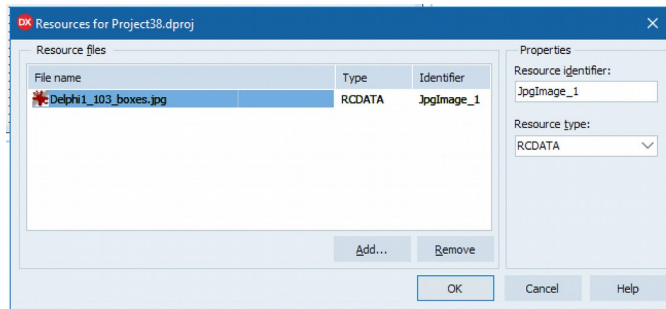 DX Resources for Project38.dproj
Resource files
File name Type Identifier
Delphi1_103_boxes.jpg RCDATA JpgImage_1
Add... Remove
Properties
Resource identifier:
JpgImage_1
Resource type:
RCDATA
OK Cancel Help